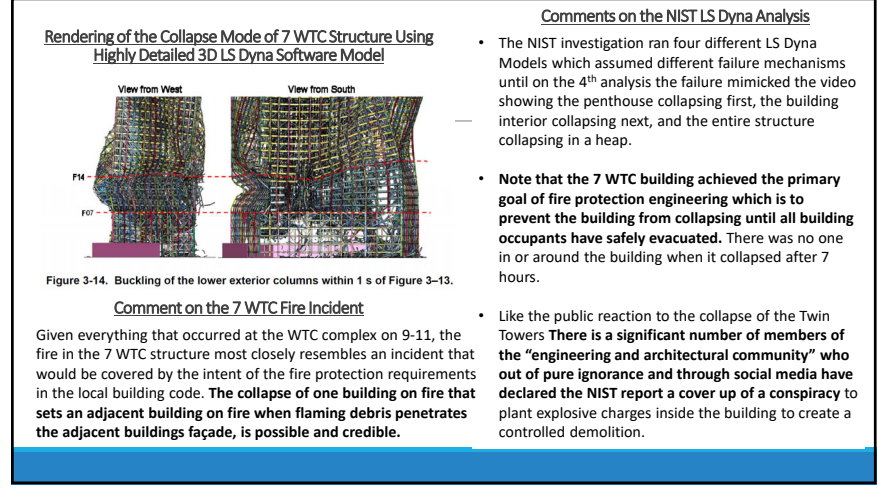 Rendering of the Collapse Mode of 7 WTC Structure Using
Highly Detailed 3D LS Dyna Software Model
View from West
View from South
F14
F07
Figure 3-14. Buckling of the lower exterior columns within 1 s of Figure 3–13.
Comment on the 7 WTC Fire Incident
Given everything that occurred at the WTC complex on 9-11, the
fire in the 7 WTC structure most closely resembles an incident that
would be covered by the intent of the fire protection requirements
in the local building code. The collapse of one building on fire that
sets an adjacent building on fire when flaming debris penetrates
the adjacent buildings façade, is possible and credible.
Comments on the NIST LS Dyna Analysis
• The NIST investigation ran four different LS Dyna
Models which assumed different failure mechanisms
until on the 4th analysis the failure mimicked the video
showing the penthouse collapsing first, the building
interior collapsing next, and the entire structure
collapsing in a heap.
• Note that the 7 WTC building achieved the primary
goal of fire protection engineering which is to
prevent the building from collapsing until all building
occupants have safely evacuated. There was no one
in or around the building when it collapsed after 7
hours.
• Like the public reaction to the collapse of the Twin
Towers There is a significant number of members of
the “engineering and architectural community” who
out of pure ignorance and through social media have
declared the NIST report a cover up of a conspiracy to
plant explosive charges inside the building to create a
controlled demolition.